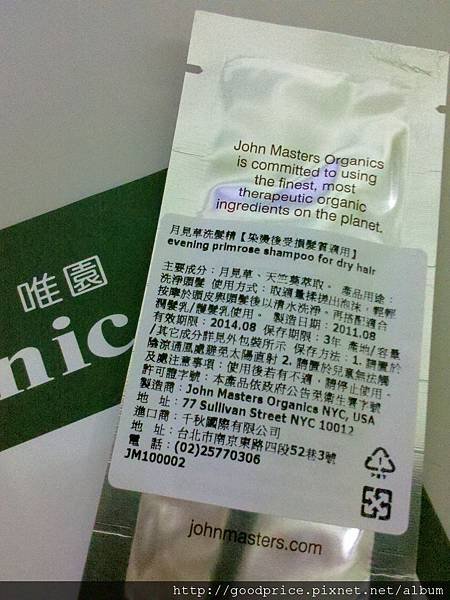 John Masters Organics
is committed to using
the finest, most
therapeutic organic
ingredients on the planet.
月見草洗髮精【染燙後受損髮質適用】
evening primrose shampoo for dry hair
主要成分：月見草、天竺葵萃取。 產品用途：
洗淨頭髮 使用方式：取適量搓揉出泡沫，輕輕
按摩於頭皮與頭髮後以清水洗淨。再搭配適合
潤髮乳/護髮乳使用。 製造日期：2011.08
有效期限：2014.08 保存期限：3年 產地/容量
/其它成分詳見外包裝所示 保存方法：1.請置於
陰涼通風處避免太陽直射 2.請置於兒童無法觸
及處注意事項：使用後若有不適，請停止使用。
許可證字號：本產品依政府公告免衛生署字號
製造商：John Masters Organics NYC, USA
地 址：77 Sullivan Street NYC 10012
進口商：千秋國際有限公司
地 址：台北市南京東路四段52巷3號
電 話：(02)25770306
JM100002
johnmasters.com
唯園
nic
http://goodprice.pixnet.net/album